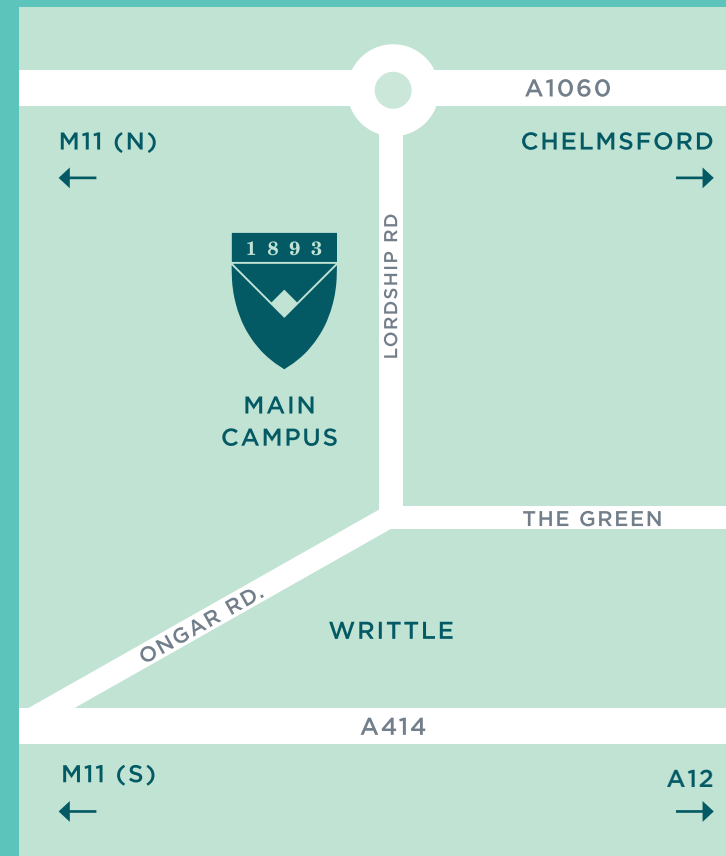 A1060
M11 (N)
CHELMSFORD
LORDSHIP RD
1893
MAIN
CAMPUS
THE GREEN
ONGAR RD.
WRITTLE
A414
M11 (S)
A12